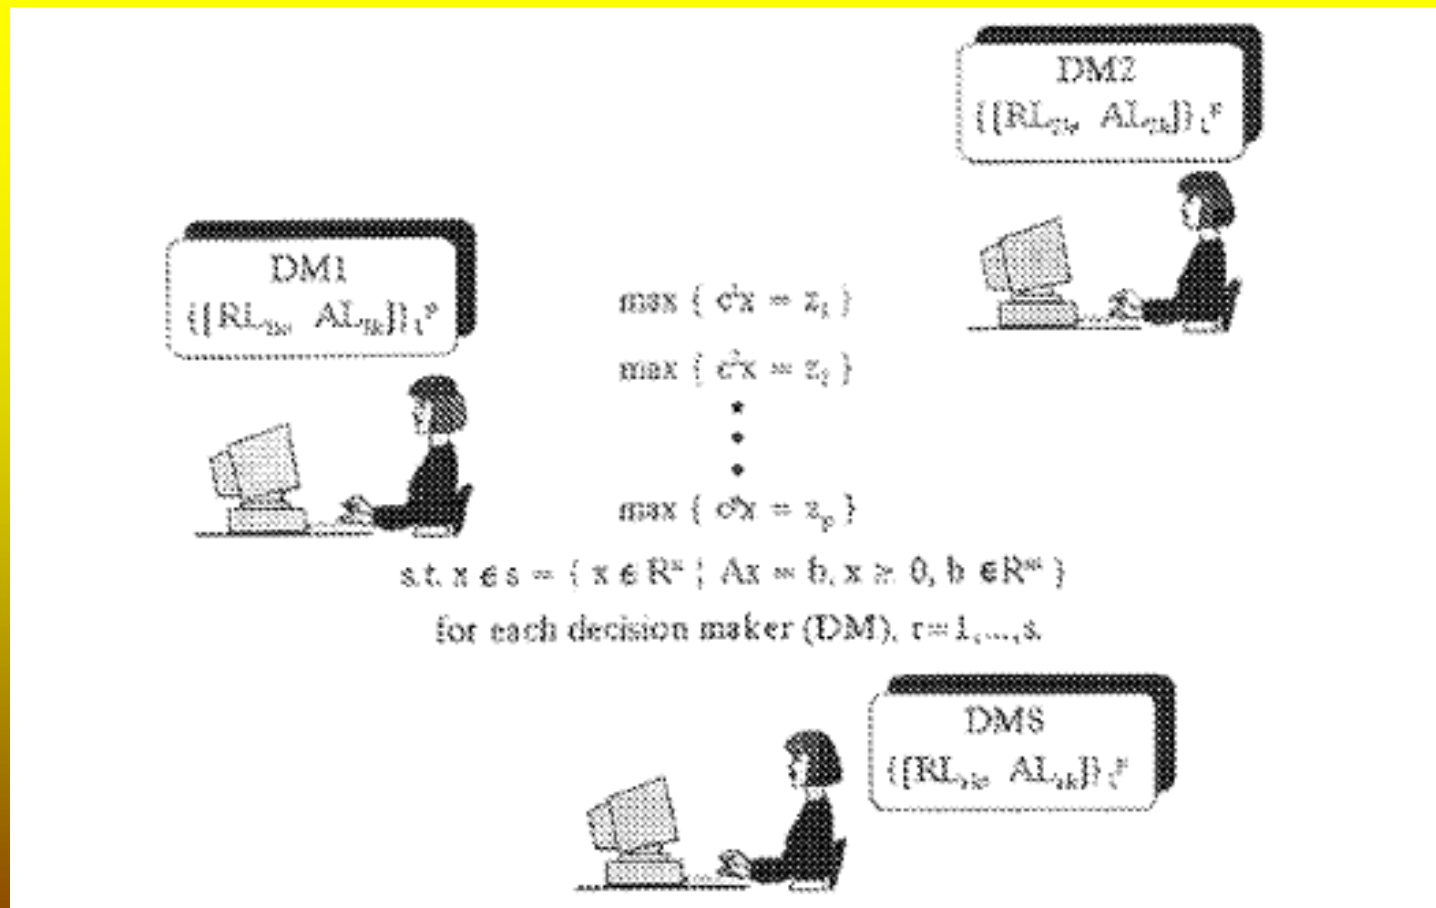 DM2
{[RL₂ₖ, AL₂ₖ]}₁ᵖ
DM1
{[RL₁ₖ, AL₁ₖ]}₁ᵖ
max { c¹x = z₁ }
max { c²x = z₂ }
max { cᵖx = zₚ }
s.t. x ∈ s = { x ∈ Rⁿ | Ax = b, x ≥ 0, b ∈ Rᵐ }
for each decision maker (DM), r=1,...,s.
DMS
{[RLₛₖ, ALₛₖ]}₁ᵖ